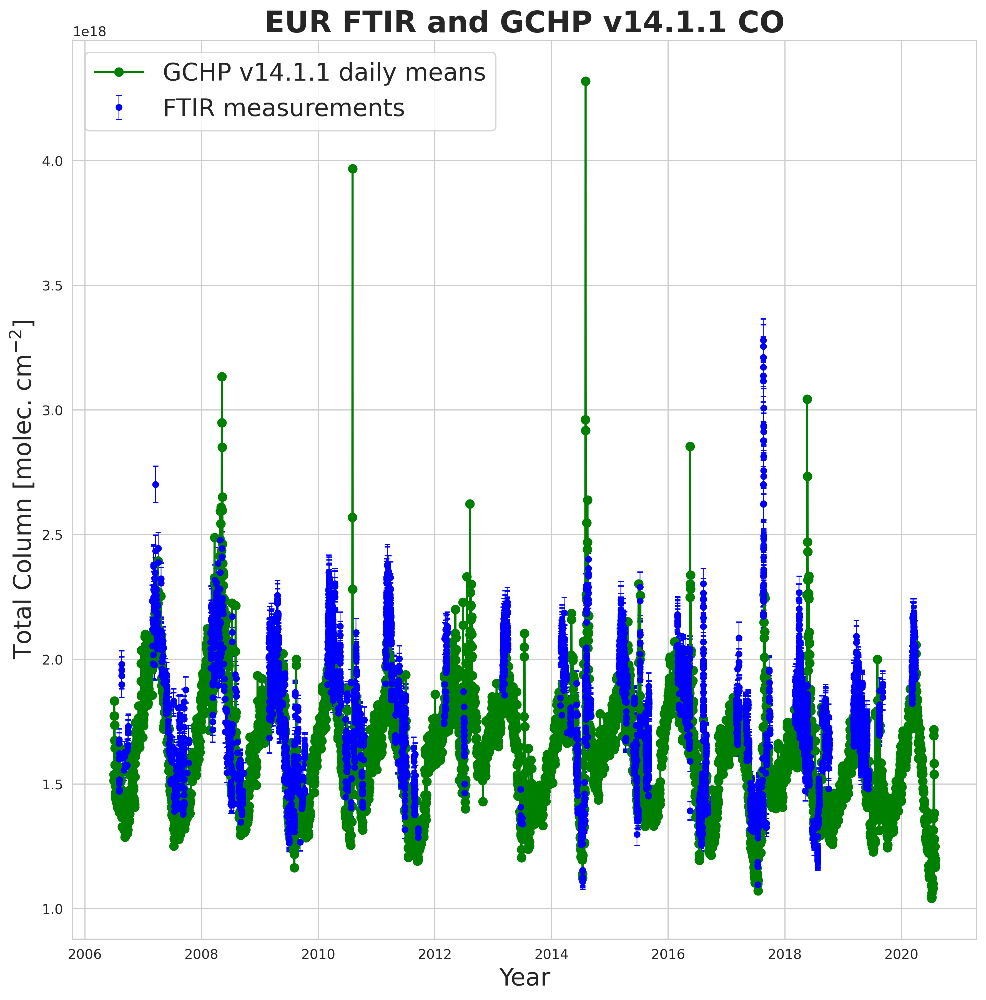 EUR FTIR and GCHP v14.1.1 CO
1e18
GCHP v14.1.1 daily means
FTIR measurements
4.0
3.5
3.0
2.5
2.0
1.5
1.0
Total Column [molec. cm⁻²]
2006 2008 2010 2012 2014 2016 2018 2020
Year